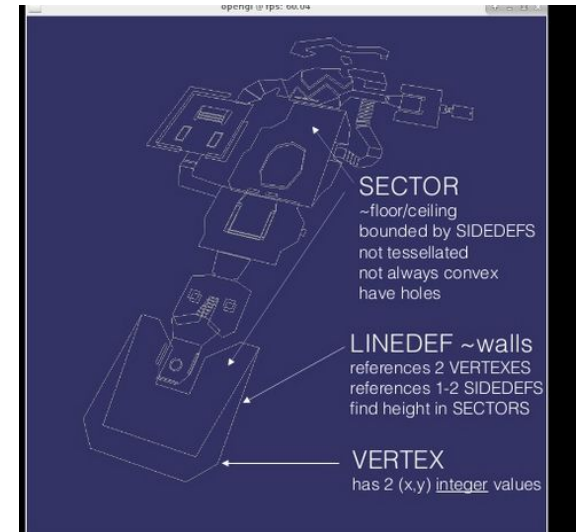 opengl @ fps: 60.04
SECTOR
~floor/ceiling
bounded by SIDEDEFS
not tessellated
not always convex
have holes
LINEDEF ~walls
references 2 VERTEXES
references 1-2 SIDEDEFS
find height in SECTORS
VERTEX
has 2 (x,y) integer values